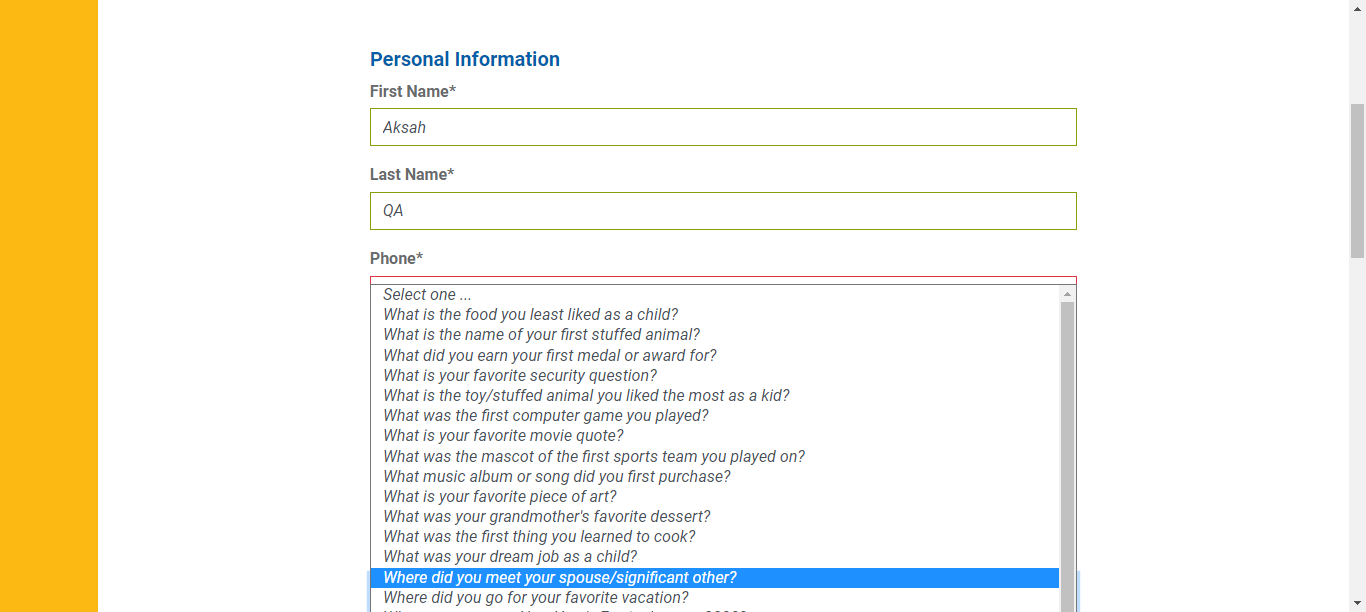 Personal Information
First Name*
Aksah
Last Name*
QA
Phone*
Select one ...
What is the food you least liked as a child?
What is the name of your first stuffed animal?
What did you earn your first medal or award for?
What is your favorite security question?
What is the toy/stuffed animal you liked the most as a kid?
What was the first computer game you played?
What is your favorite movie quote?
What was the mascot of the first sports team you played on?
What music album or song did you first purchase?
What is your favorite piece of art?
What was your grandmother's favorite dessert?
What was the first thing you learned to cook?
What was your dream job as a child?
Where did you meet your spouse/significant other?
Where did you go for your favorite vacation?